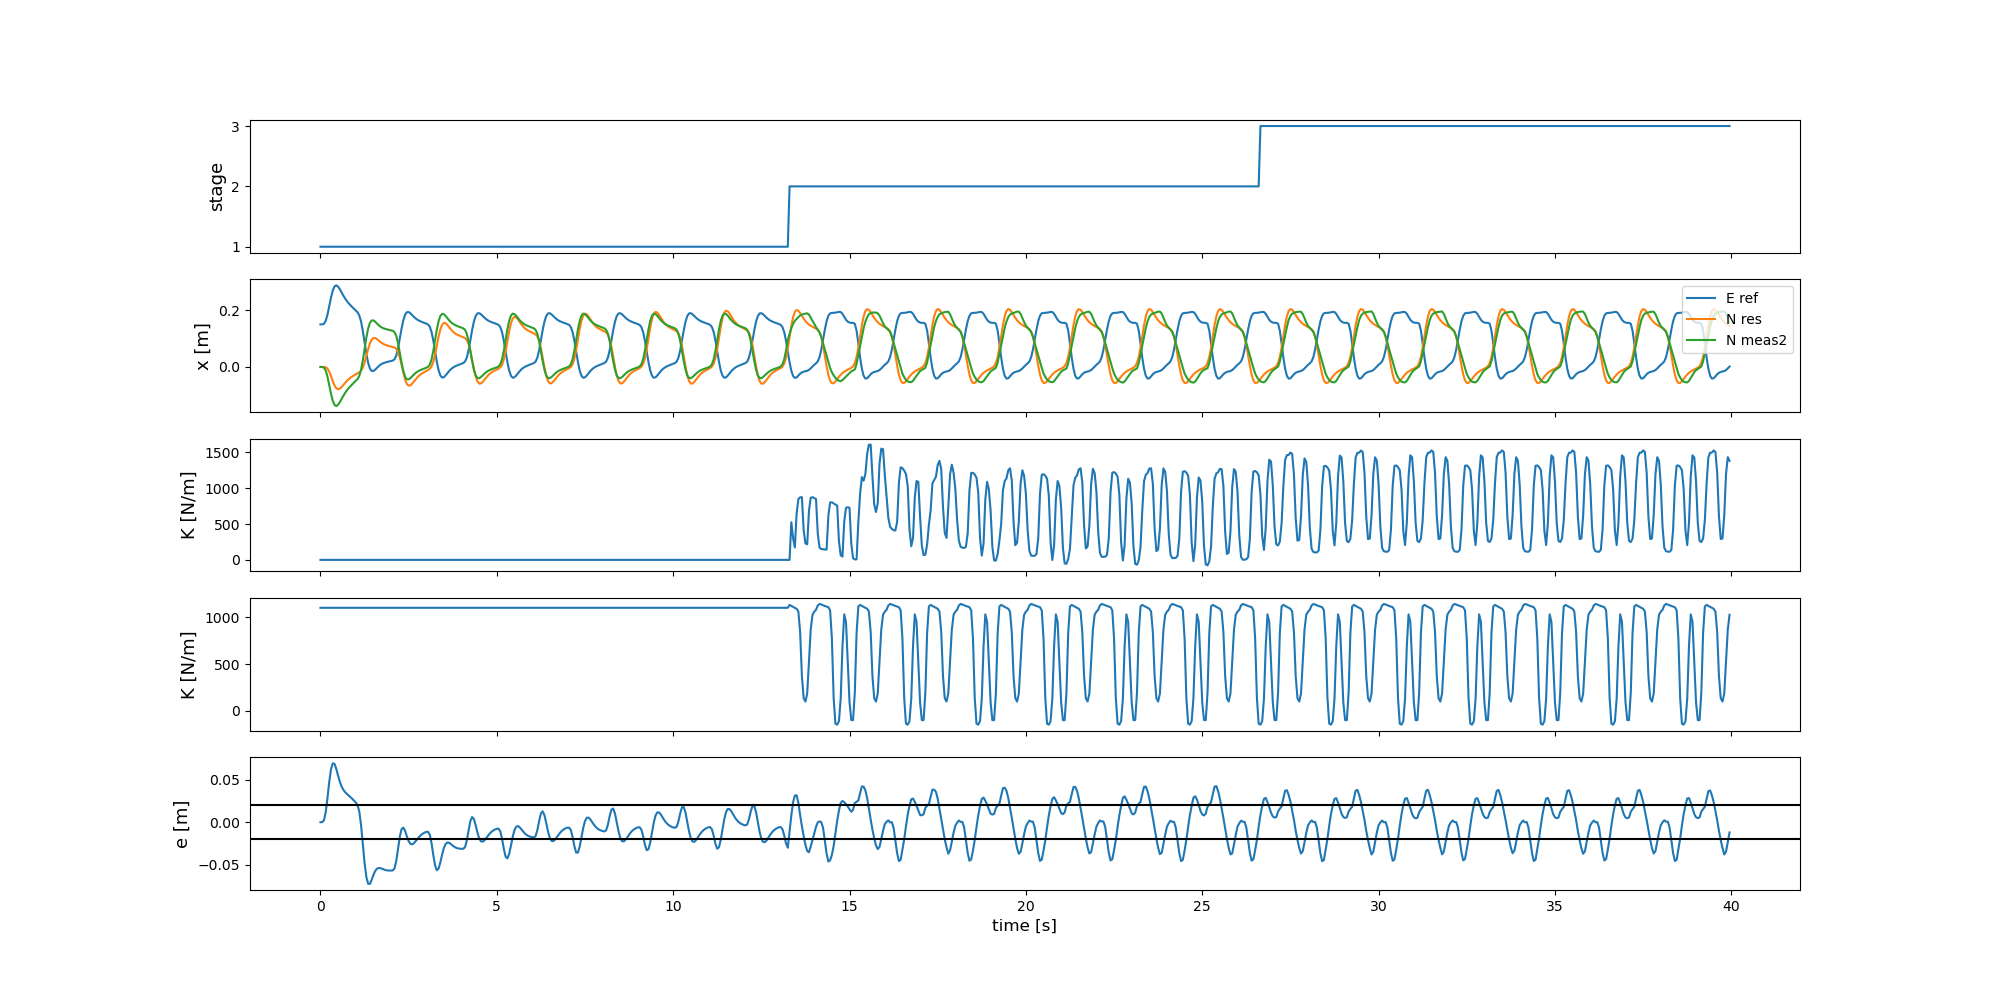 stage
3
2
1
x [m]
0.2
0.0
E ref
N res
N meas2
K [N/m]
1500
1000
500
0
K [N/m]
1000
500
0
e [m]
0.05
0.00
−0.05
0 5 10 15 20 25 30 35 40
time [s]